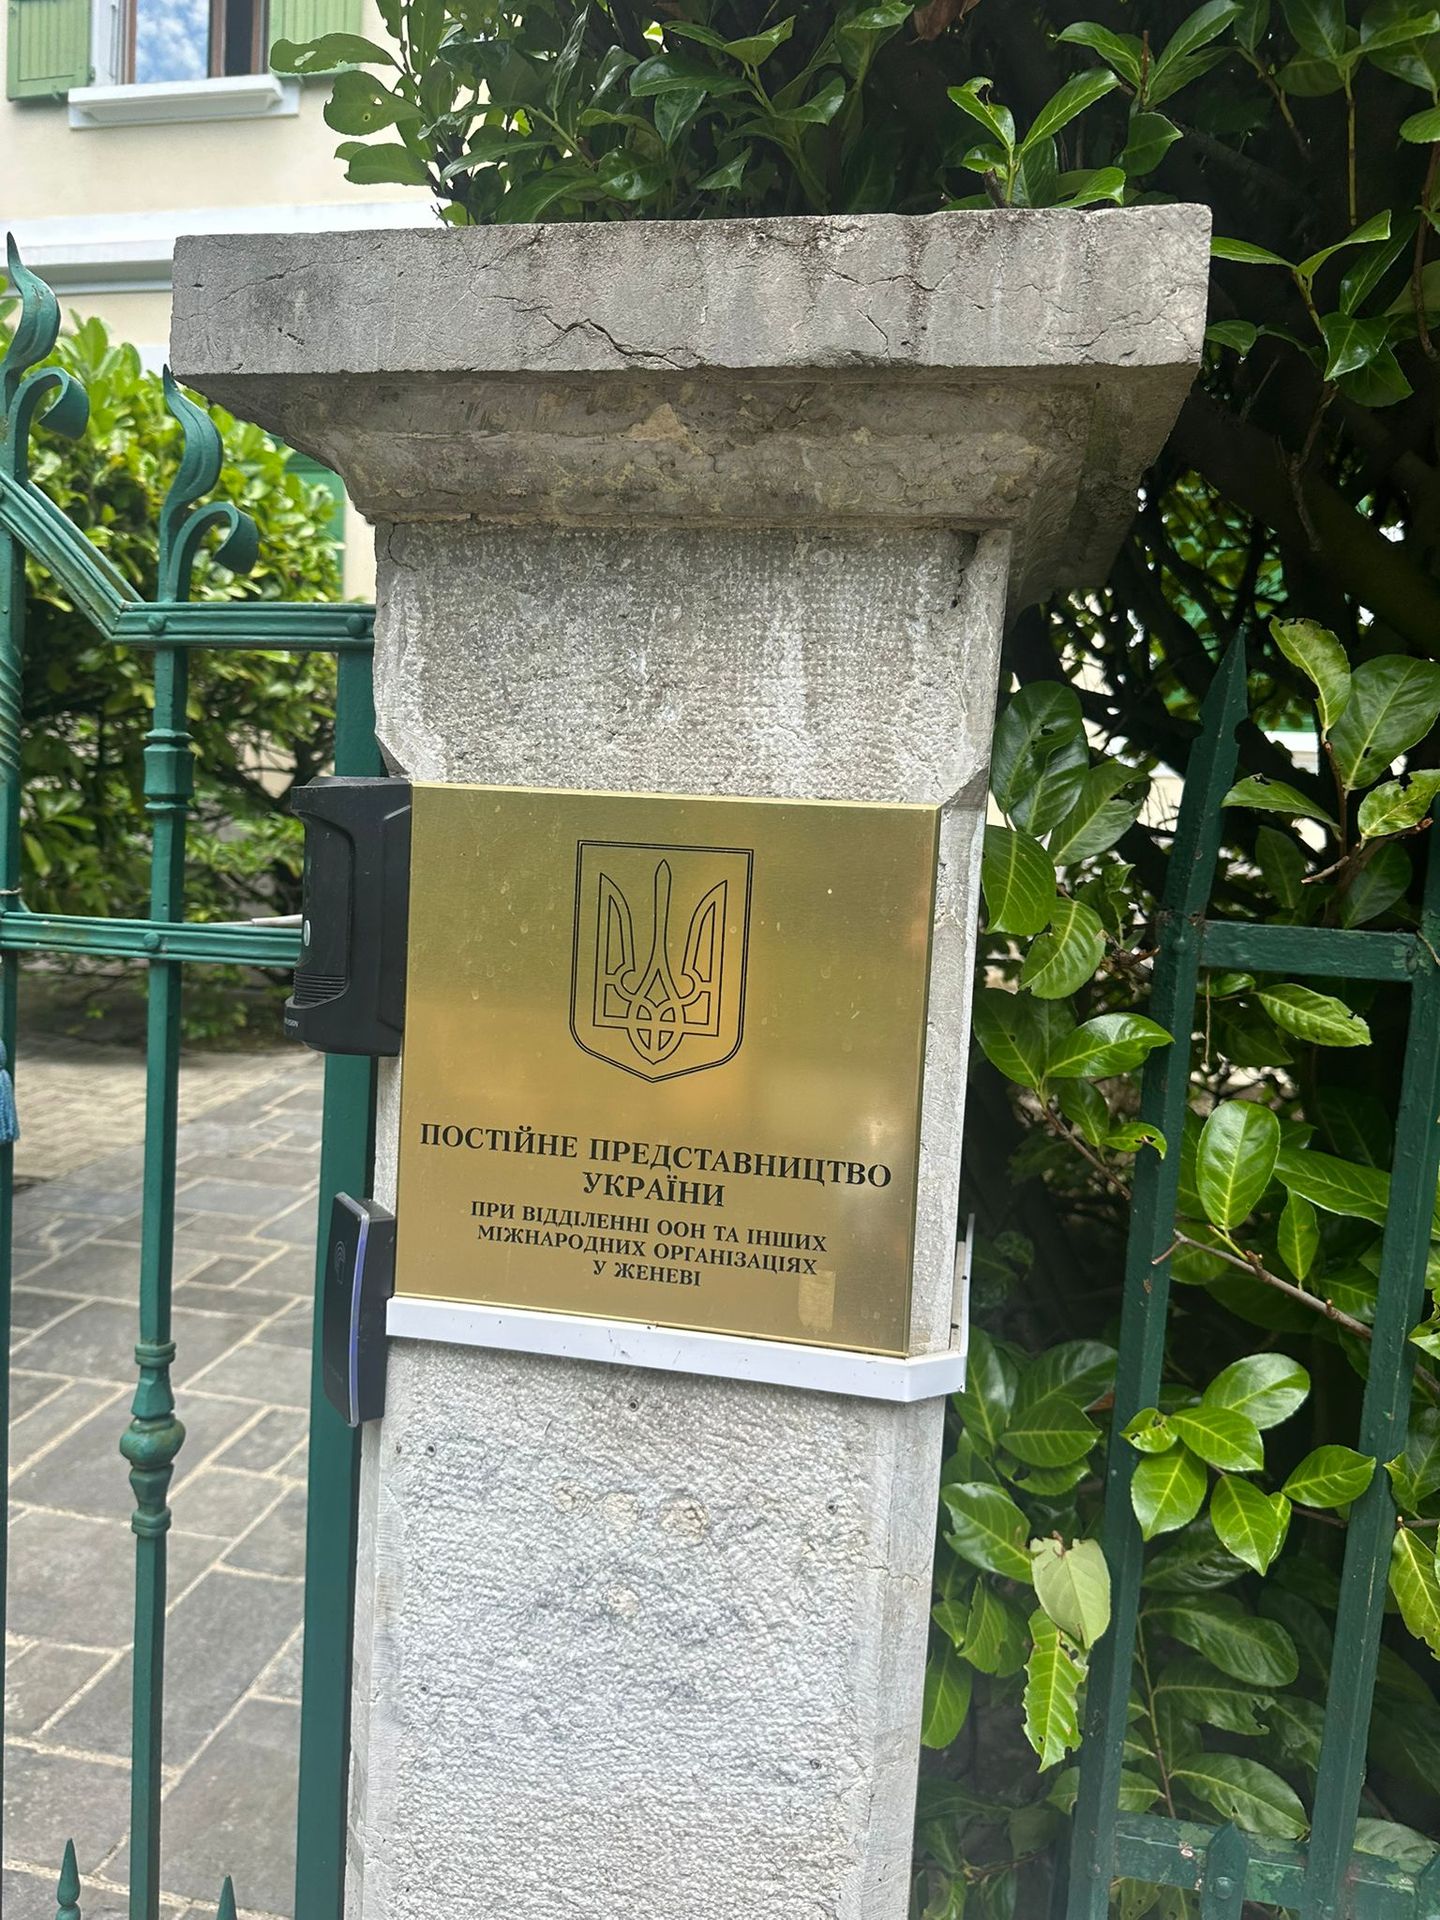 ПОСТІЙНЕ ПРЕДСТАВНИЦТВО
УКРАЇНИ
ПРИ ВІДДІЛЕННІ ООН ТА ІНШИХ
МІЖНАРОДНИХ ОРГАНІЗАЦІЯХ
У ЖЕНЕВІ